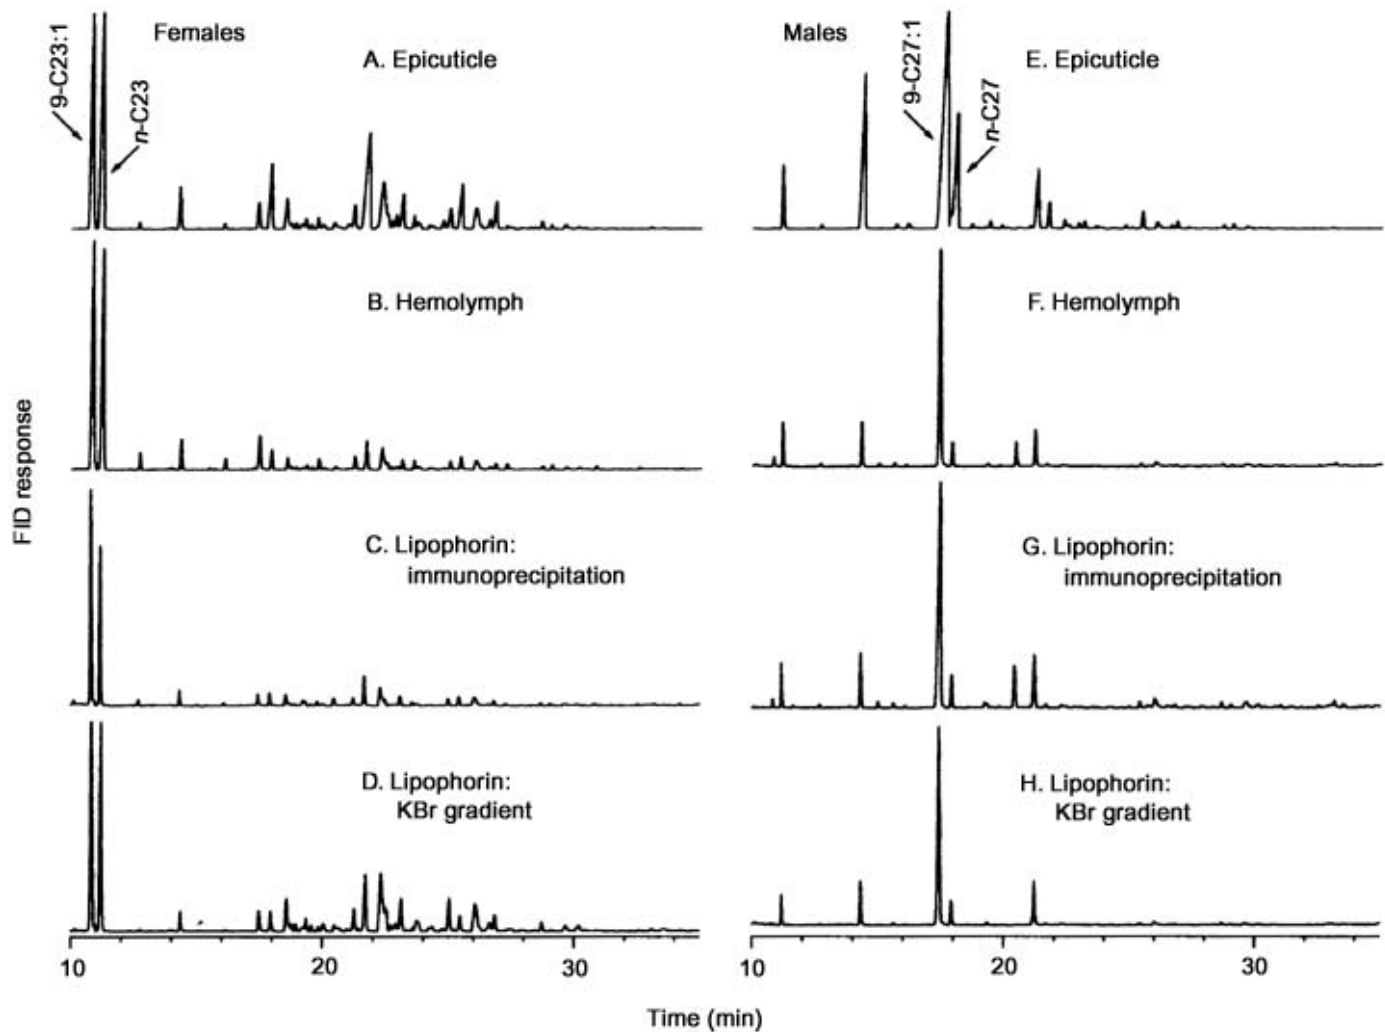 Females
9-C23:1
n-C23
A. Epicuticle
B. Hemolymph
C. Lipophorin:
immunoprecipitation
D. Lipophorin:
KBr gradient
Males
9-C27:1
n-C27
E. Epicuticle
F. Hemolymph
G. Lipophorin:
immunoprecipitation
H. Lipophorin:
KBr gradient
FID response
10 20 30
10 20 30
Time (min)